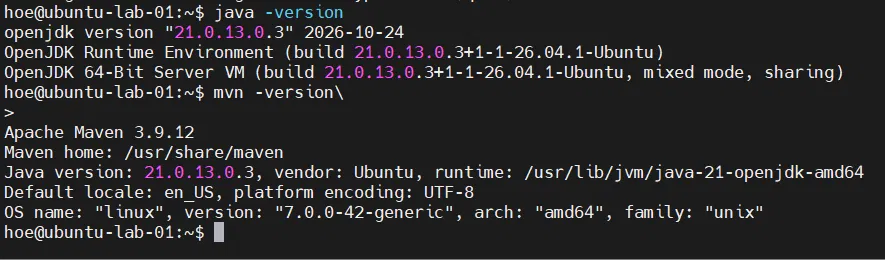 hoe@ubuntu-lab-01:~$ java -version
openjdk version "21.0.13.0.3" 2026-10-24
OpenJDK Runtime Environment (build 21.0.13.0.3+1-1-26.04.1-Ubuntu)
OpenJDK 64-Bit Server VM (build 21.0.13.0.3+1-1-26.04.1-Ubuntu, mixed mode, sharing)
hoe@ubuntu-lab-01:~$ mvn -version\
>
Apache Maven 3.9.12
Maven home: /usr/share/maven
Java version: 21.0.13.0.3, vendor: Ubuntu, runtime: /usr/lib/jvm/java-21-openjdk-amd64
Default locale: en_US, platform encoding: UTF-8
OS name: "linux", version: "7.0.0-42-generic", arch: "amd64", family: "unix"
hoe@ubuntu-lab-01:~$